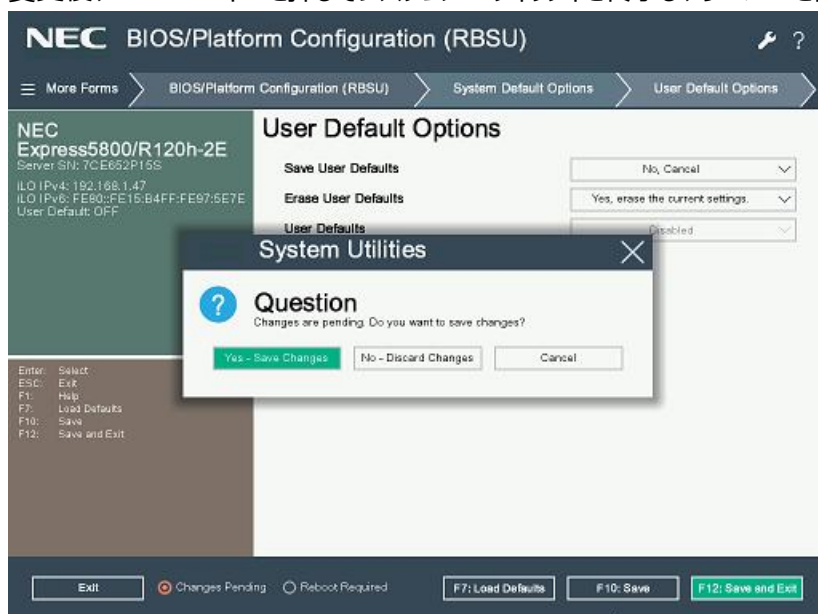 NEC BIOS/Platform Configuration (RBSU)
?
More Forms BIOS/Platform Configuration (RBSU) System Default Options User Default Options
NEC
Express5800/R120h-2E
Server SN: 7CE652P15S
iLO IPv4: 192.168.1.47
iLO IPv6: FE80::FE15:B4FF:FE97:5E7E
User Default: OFF
User Default Options
Save User Defaults No, Cancel
Erase User Defaults Yes, erase the current settings.
User Defaults Disabled
System Utilities
?
Question
Changes are pending. Do you want to save changes?
Yes - Save Changes No - Discard Changes Cancel
Enter: Select
ESC: Exit
F1: Help
F7: Load Defaults
F10: Save
F12: Save and Exit
Exit Changes Pending Reboot Required F7: Load Defaults F10: Save F12: Save and Exit